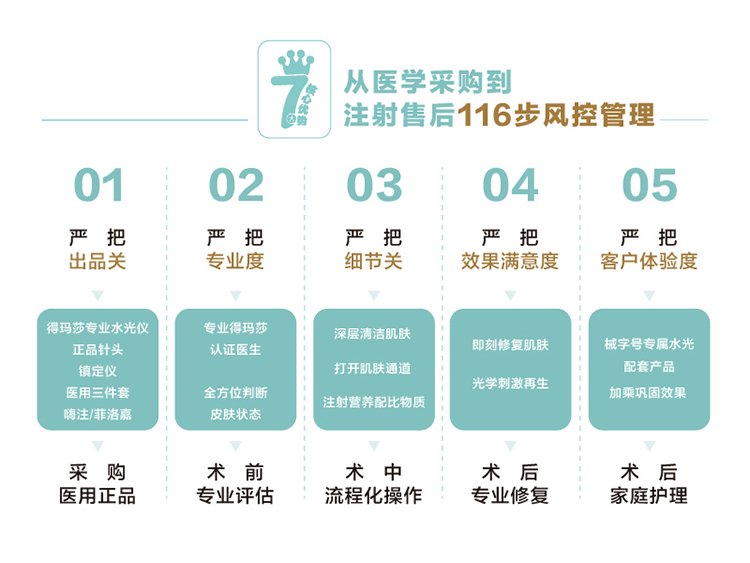 7大
核心优势
从医学采购到
注射售后116步风控管理
01
严把
出品关
得玛莎专业水光仪
正品针头
镇定仪
医用三件套
嗨注/菲洛嘉
采购
医用正品
02
严把
专业度
专业得玛莎
认证医生
全方位判断
皮肤状态
术前
专业评估
03
严把
细节关
深层清洁肌肤
打开肌肤通道
注射营养配比物质
术中
流程化操作
04
严把
效果满意度
即刻修复肌肤
光学刺激再生
术后
专业修复
05
严把
客户体验度
械字号专属水光
配套产品
加乘巩固效果
术后
家庭护理